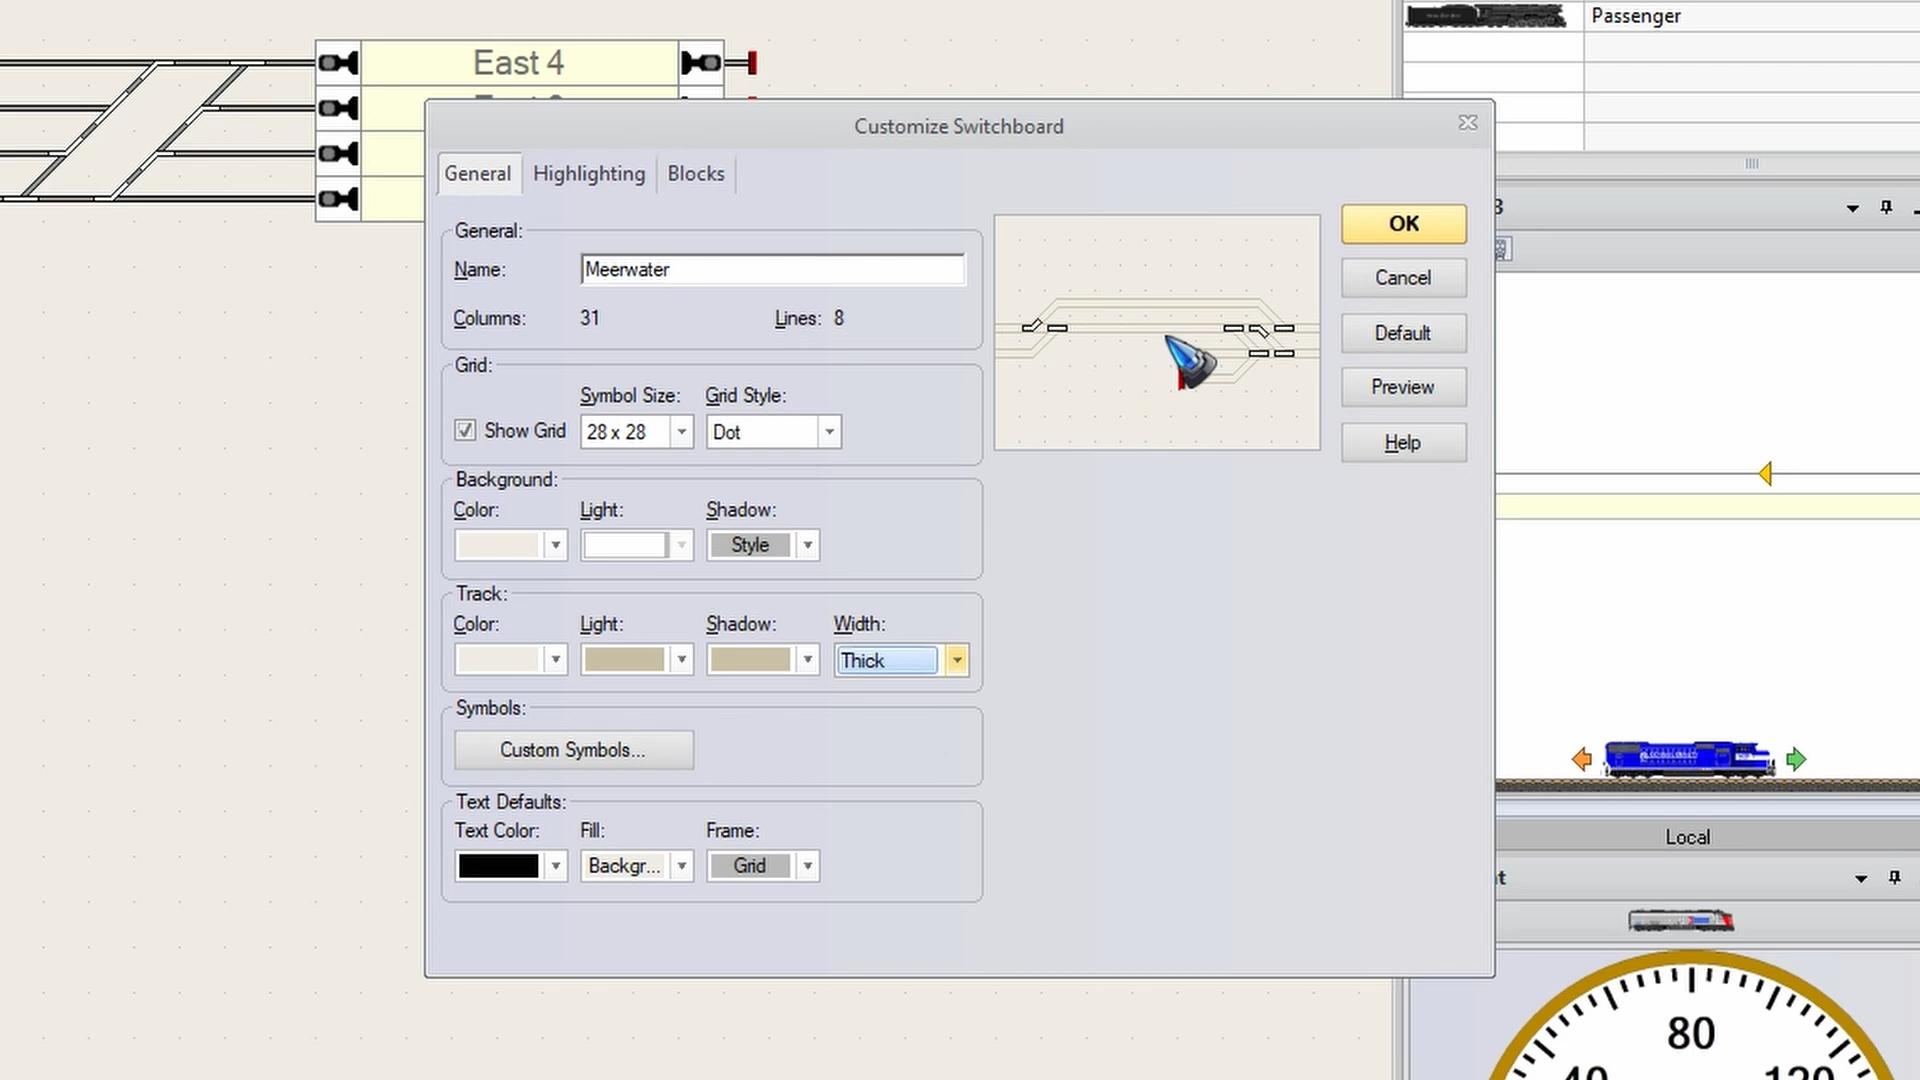 Passenger
East 4
Customize Switchboard
General Highlighting Blocks
General:
Name: Meerwater
Columns: 31 Lines: 8
Grid:
Symbol Size: Grid Style:
Show Grid 28 x 28 Dot
Background:
Color: Light: Shadow:
Style
Track:
Color: Light: Shadow: Width:
Thick
Symbols:
Custom Symbols...
Text Defaults:
Text Color: Fill: Frame:
Backgr... Grid
OK
Cancel
Default
Preview
Help
Local
80